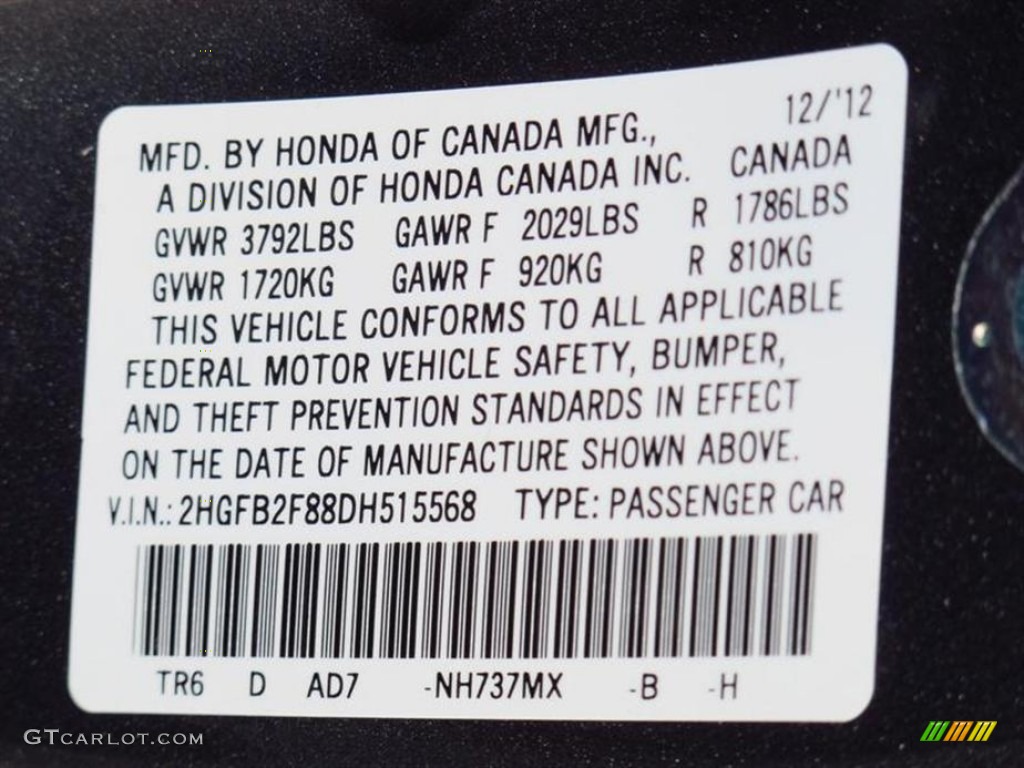 12/'12
MFD. BY HONDA OF CANADA MFG.,
A DIVISION OF HONDA CANADA INC. CANADA
GVWR 3792LBS GAWR F 2029LBS R 1786LBS
GVWR 1720KG GAWR F 920KG R 810KG
THIS VEHICLE CONFORMS TO ALL APPLICABLE
FEDERAL MOTOR VEHICLE SAFETY, BUMPER,
AND THEFT PREVENTION STANDARDS IN EFFECT
ON THE DATE OF MANUFACTURE SHOWN ABOVE.
V.I.N.: 2HGFB2F88DH515568 TYPE: PASSENGER CAR
TR6 D AD7 -NH737MX -B -H
GTCARLOT.COM